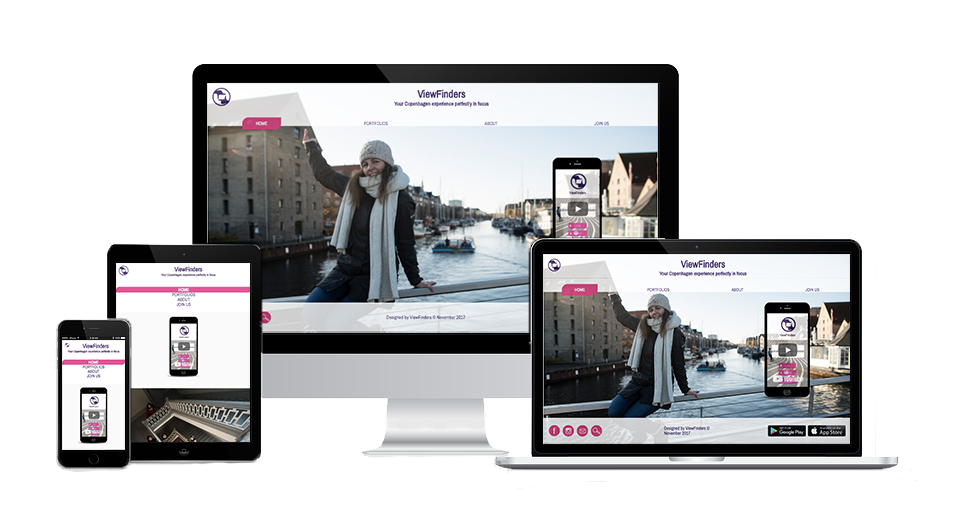 ViewFinders
Your Copenhagen experience perfectly in focus
HOME
PORTFOLIOS
ABOUT
JOIN US
ViewFinders
Designed by ViewFinders © November 2017
ViewFinders
Your Copenhagen experience perfectly in focus
HOME
PORTFOLIOS
ABOUT
JOIN US
ViewFinders
Your Copenhagen experience perfectly in focus
HOME
PORTFOLIOS
ABOUT
JOIN US
YouTube
Designed by ViewFinders ©
November 2017
Google Play
App Store
ViewFinders
Your Copenhagen experience perfectly in focus
HOME
PORTFOLIOS
ABOUT
JOIN US